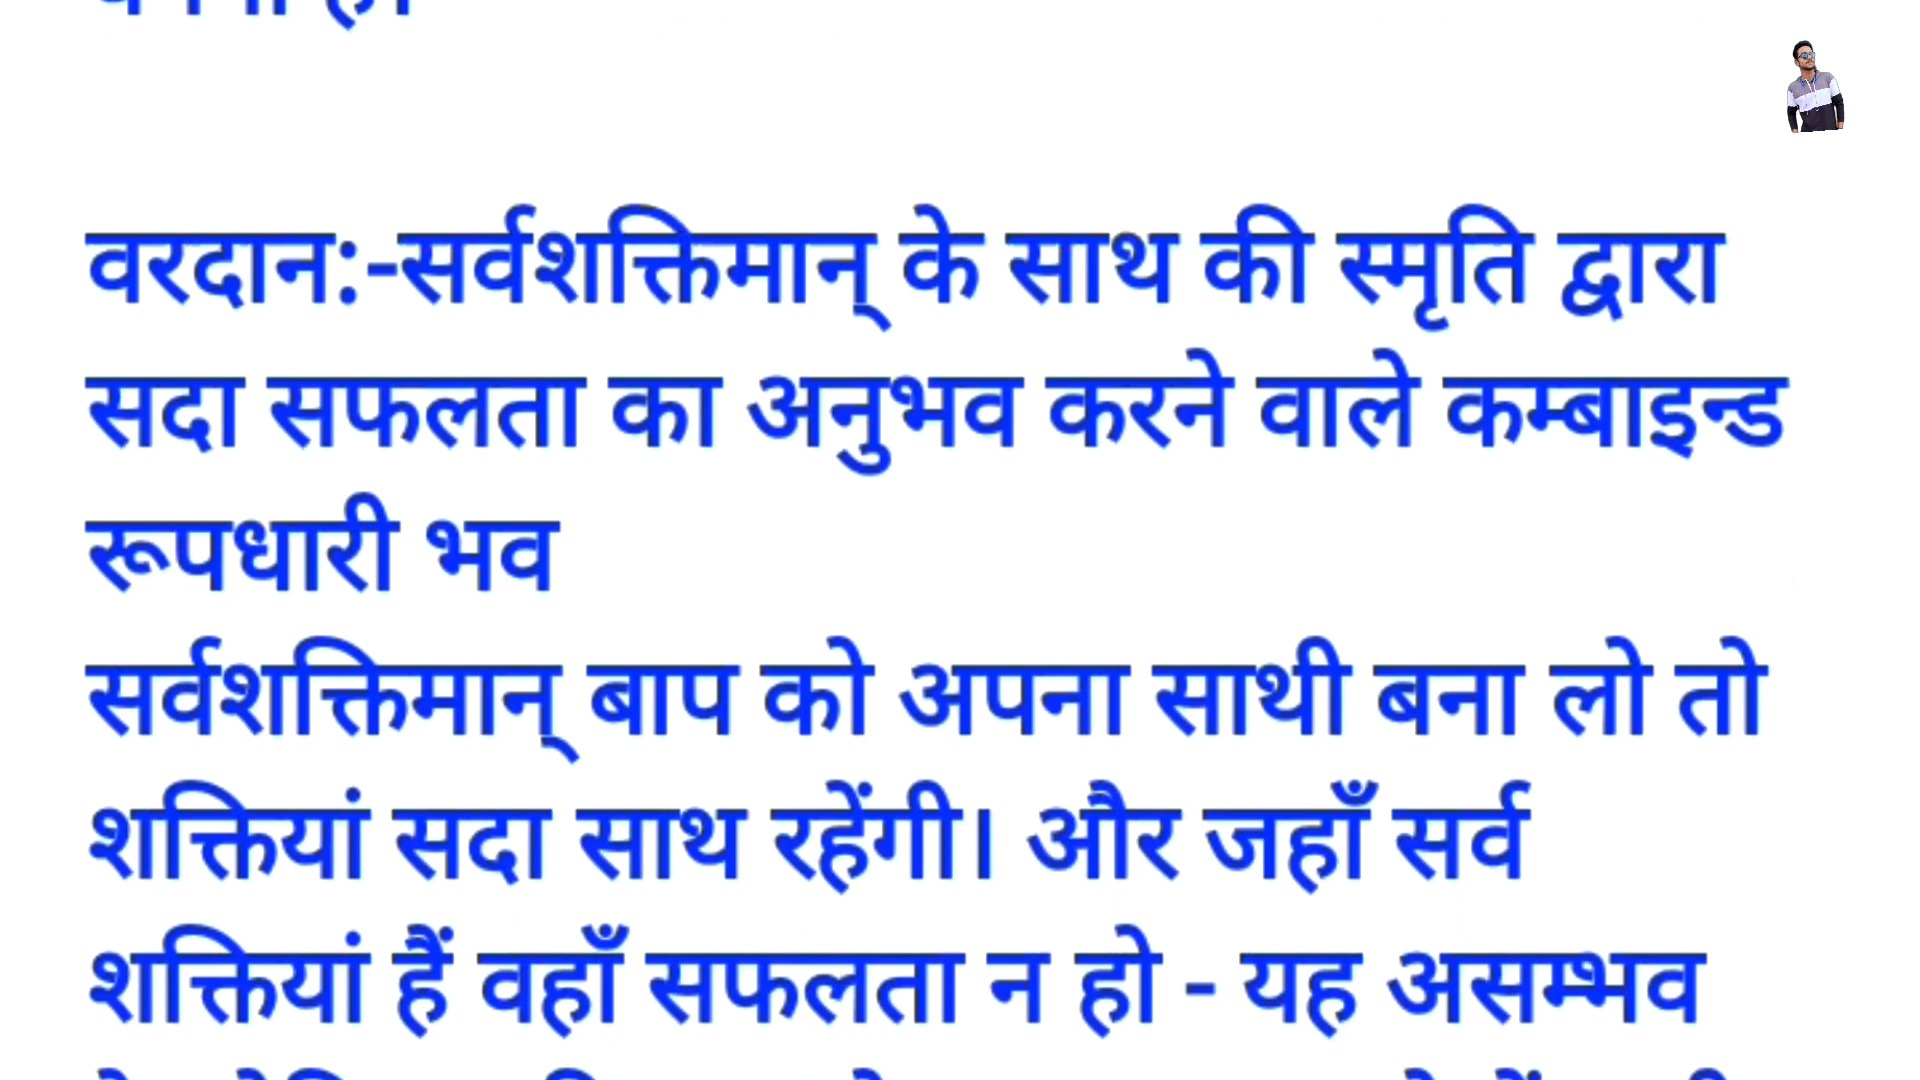 वरदान:-सर्वशक्तिमान् के साथ की स्मृति द्वारा
सदा सफलता का अनुभव करने वाले कम्बाइन्ड
रूपधारी भव
सर्वशक्तिमान् बाप को अपना साथी बना लो तो
शक्तियां सदा साथ रहेंगी। और जहाँ सर्व
शक्तियां हैं वहाँ सफलता न हो - यह असम्भव